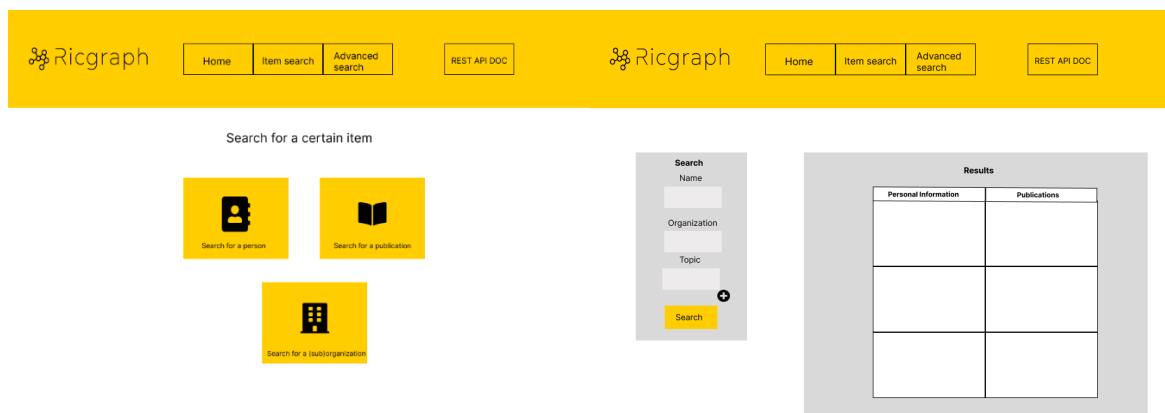 Ricgraph
Home
Item search
Advanced
search
REST API DOC
Search for a certain item
Search for a person
Search for a publication
Search for a (sub)organization
Ricgraph
Home
Item search
Advanced
search
REST API DOC
Search
Name
Organization
Topic
Search
Results
Personal Information
Publications